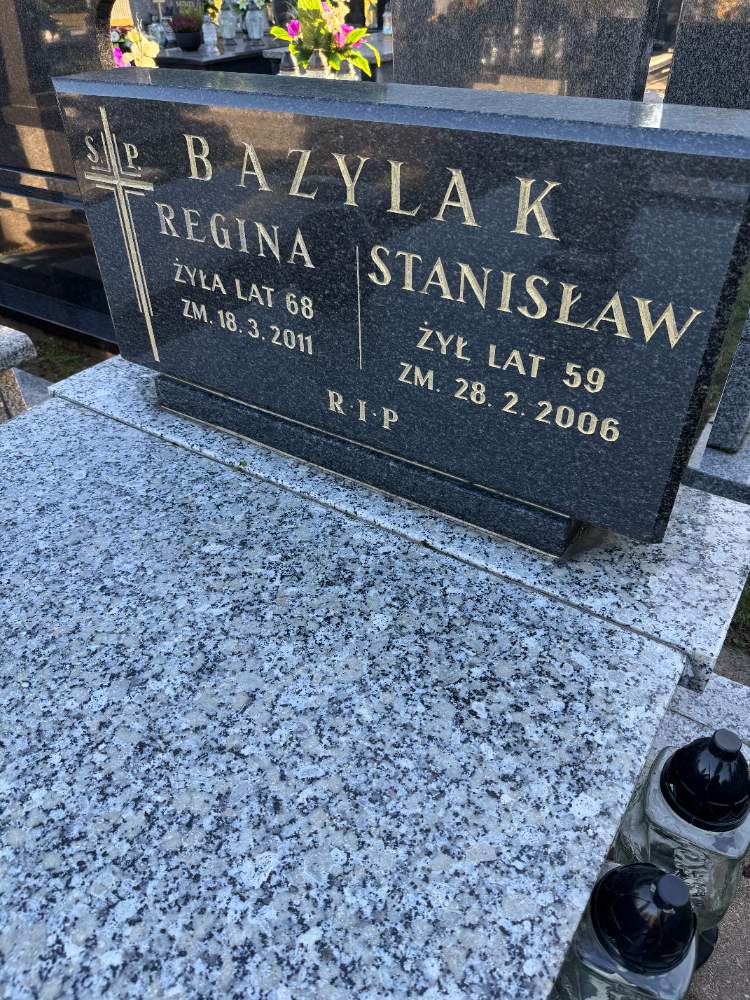 Ś. P.
BAZYLAK
REGINA
ŻYŁA LAT 68
ZM. 18. 3. 2011
STANISŁAW
ŻYŁ LAT 59
ZM. 28. 2. 2006
R·I·P